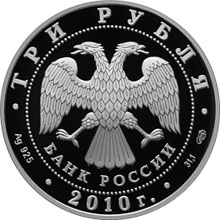 ТРИ РУБЛЯ
БАНК РОССИИ
Ag 925
31,1
2010 г.